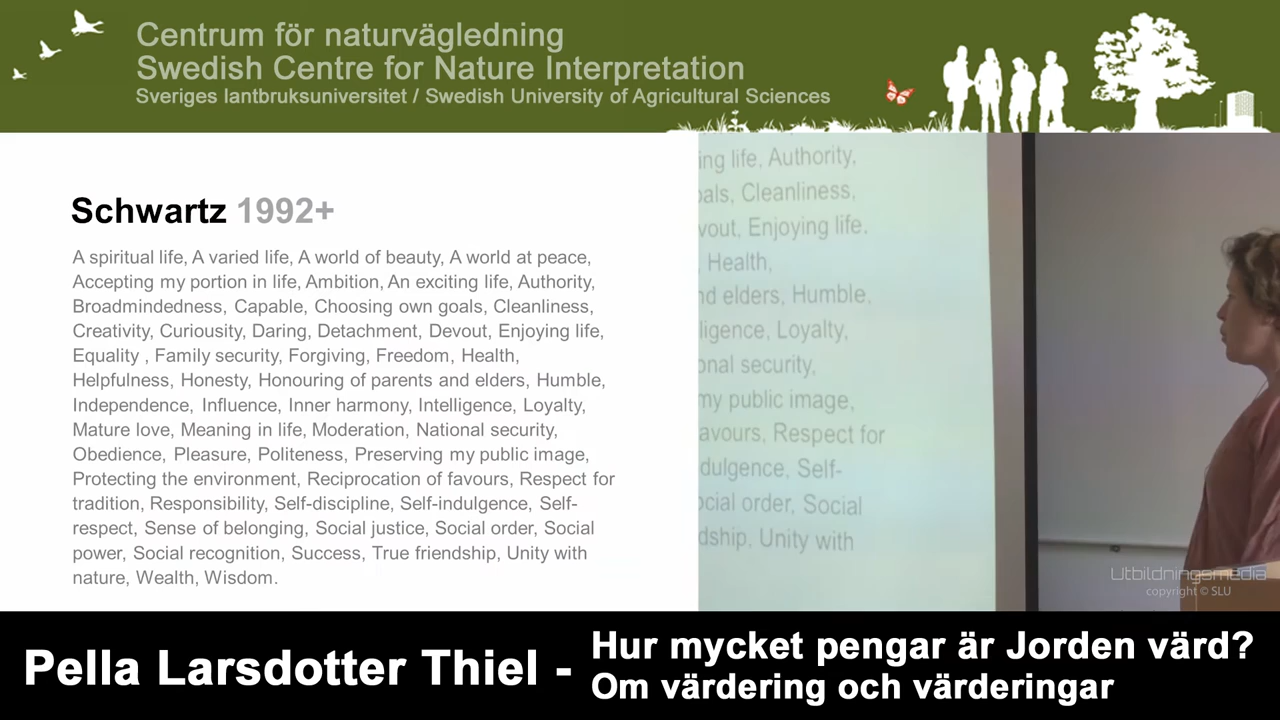 Centrum för naturvägledning
Swedish Centre for Nature Interpretation
Sveriges lantbruksuniversitet / Swedish University of Agricultural Sciences
Schwartz 1992+
A spiritual life, A varied life, A world of beauty, A world at peace,
Accepting my portion in life, Ambition, An exciting life, Authority,
Broadmindedness, Capable, Choosing own goals, Cleanliness,
Creativity, Curiousity, Daring, Detachment, Devout, Enjoying life,
Equality , Family security, Forgiving, Freedom, Health,
Helpfulness, Honesty, Honouring of parents and elders, Humble,
Independence, Influence, Inner harmony, Intelligence, Loyalty,
Mature love, Meaning in life, Moderation, National security,
Obedience, Pleasure, Politeness, Preserving my public image,
Protecting the environment, Reciprocation of favours, Respect for
tradition, Responsibility, Self-discipline, Self-indulgence, Self-
respect, Sense of belonging, Social justice, Social order, Social
power, Social recognition, Success, True friendship, Unity with
nature, Wealth, Wisdom.
ing life, Authority,
oals, Cleanliness,
vout, Enjoying life.
, Health,
nd elders, Humble,
ligence, Loyalty,
onal security,
my public image,
avours, Respect for
dulgence, Self-
ocial order, Social
dship, Unity with
Utbildningsmedia
copyright © SLU
Pella Larsdotter Thiel -
Hur mycket pengar är Jorden värd?
Om värdering och värderingar